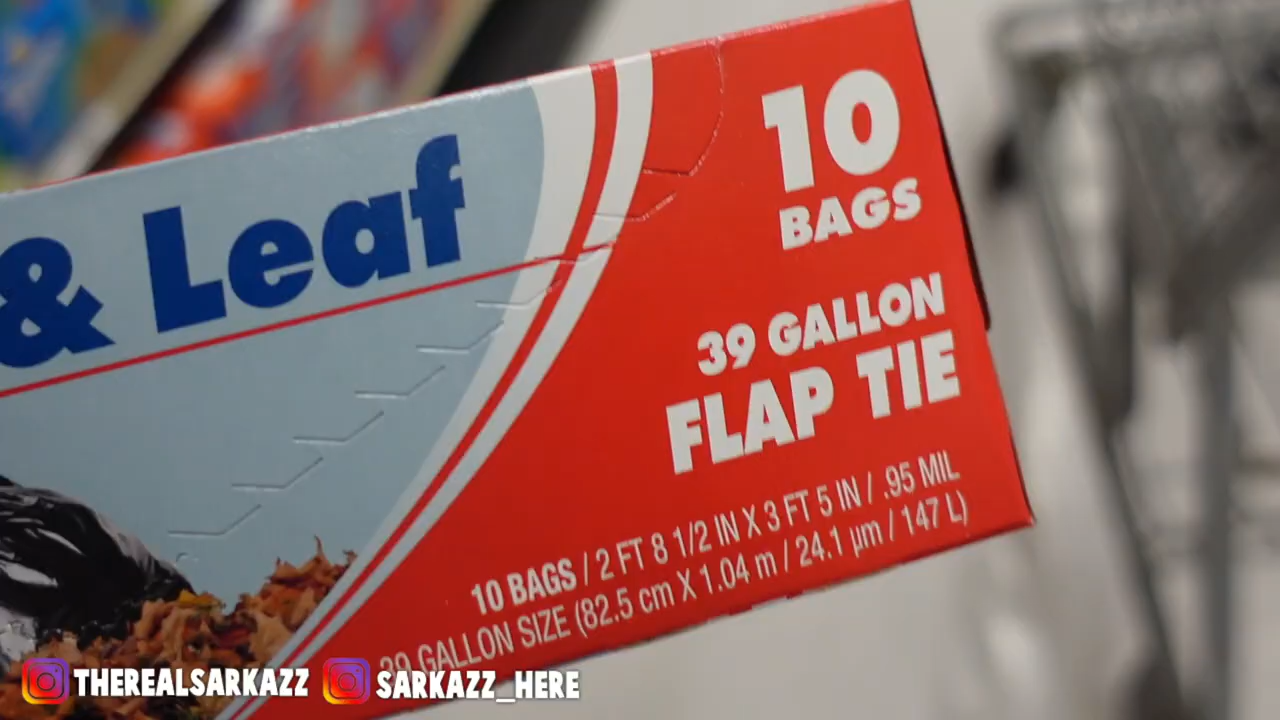 & Leaf
10
BAGS
39 GALLON
FLAP TIE
10 BAGS / 2 FT 8 1/2 IN X 3 FT 5 IN / .95 MIL
39 GALLON SIZE (82.5 cm X 1.04 m / 24.1 µm / 147 L)
THEREALSARKAZZ SARKAZZ_HERE